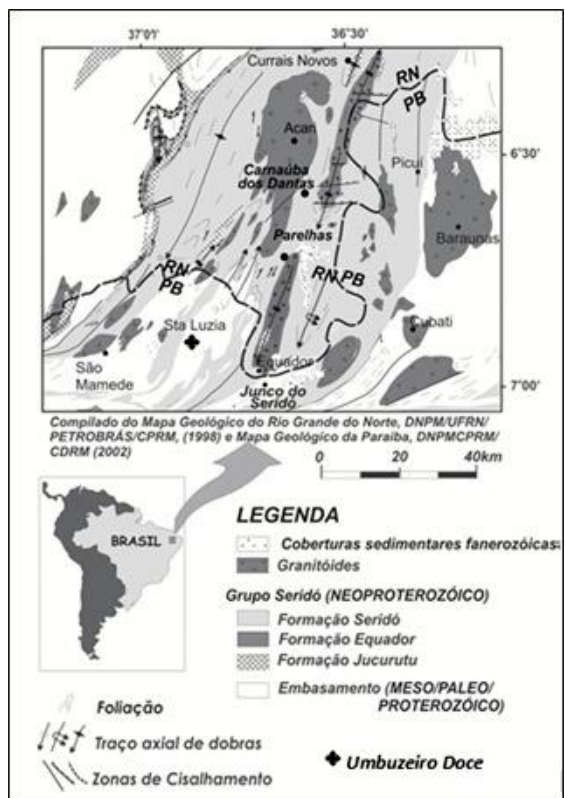 37°0'
36°30'
Currais Novos
RN
PB
Acari
6°30'
Picuí
Carnaúba
dos Dantas
Baraunas
Parelhas
RN
PB
RN PB
Sta Luzia
Cubati
Equador
São
Mamede
7°00'
Junco do
Seridó
Compilado do Mapa Geológico do Rio Grande do Norte, DNPM/UFRN/
PETROBRÁS/CPRM, (1998) e Mapa Geológico da Paraíba, DNPMCPRM/
CDRM (2002)
0 20 40km
BRASIL
LEGENDA
Coberturas sedimentares fanerozóicas
Granitóides
Grupo Seridó (NEOPROTEROZÓICO)
Formação Seridó
Formação Equador
Formação Jucurutu
Embasamento (MESO/PALEO/
PROTEROZÓICO)
Foliação
Traço axial de dobras
Zonas de Cisalhamento
Umbuzeiro Doce